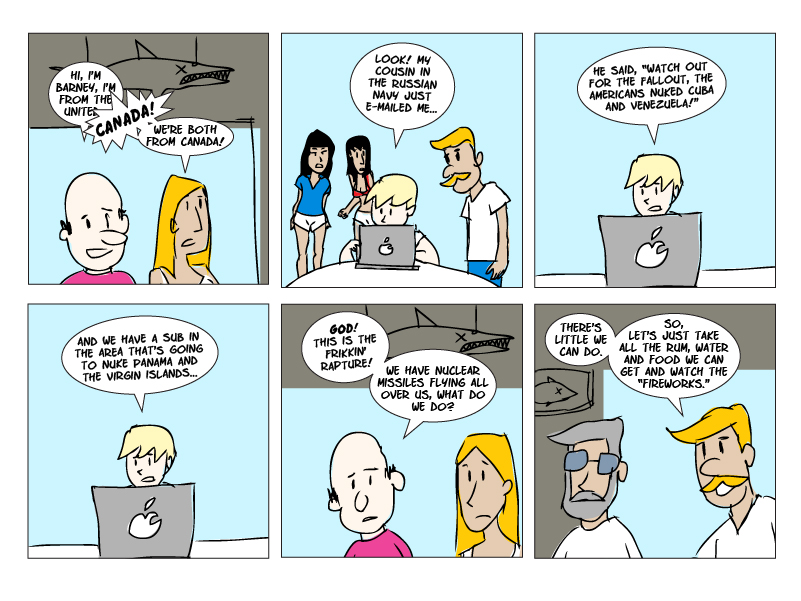 HI, I'M
BARNEY, I'M
FROM THE
UNITE
CANADA!
WE'RE BOTH
FROM CANADA!
LOOK! MY
COUSIN IN
THE RUSSIAN
NAVY JUST
E-MAILED ME...
HE SAID, "WATCH OUT
FOR THE FALLOUT, THE
AMERICANS NUKED CUBA
AND VENEZUELA!"
AND WE HAVE A SUB IN
THE AREA THAT'S GOING
TO NUKE PANAMA AND
THE VIRGIN ISLANDS...
GOD!
THIS IS THE
FRIKKIN'
RAPTURE!
WE HAVE NUCLEAR
MISSILES FLYING ALL
OVER US, WHAT DO
WE DO?
THERE'S
LITTLE WE
CAN DO.
SO,
LET'S JUST TAKE
ALL THE RUM, WATER
AND FOOD WE CAN
GET AND WATCH THE
"FIREWORKS."